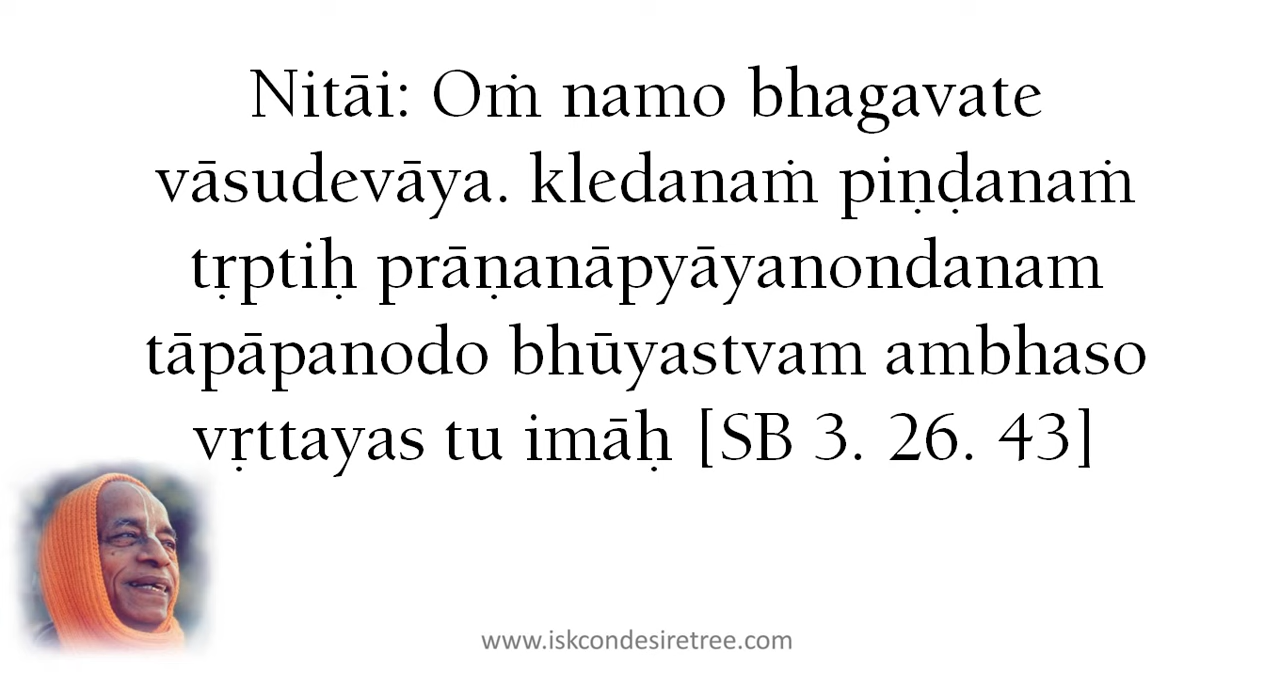 Nitāi: Oṁ namo bhagavate
vāsudevāya. kledanaṁ piṇḍanaṁ
tṛptiḥ prāṇanāpyāyanondanam
tāpāpanodo bhūyastvam ambhaso
vṛttayas tu imāḥ [SB 3. 26. 43]
www.iskcondesiretree.com